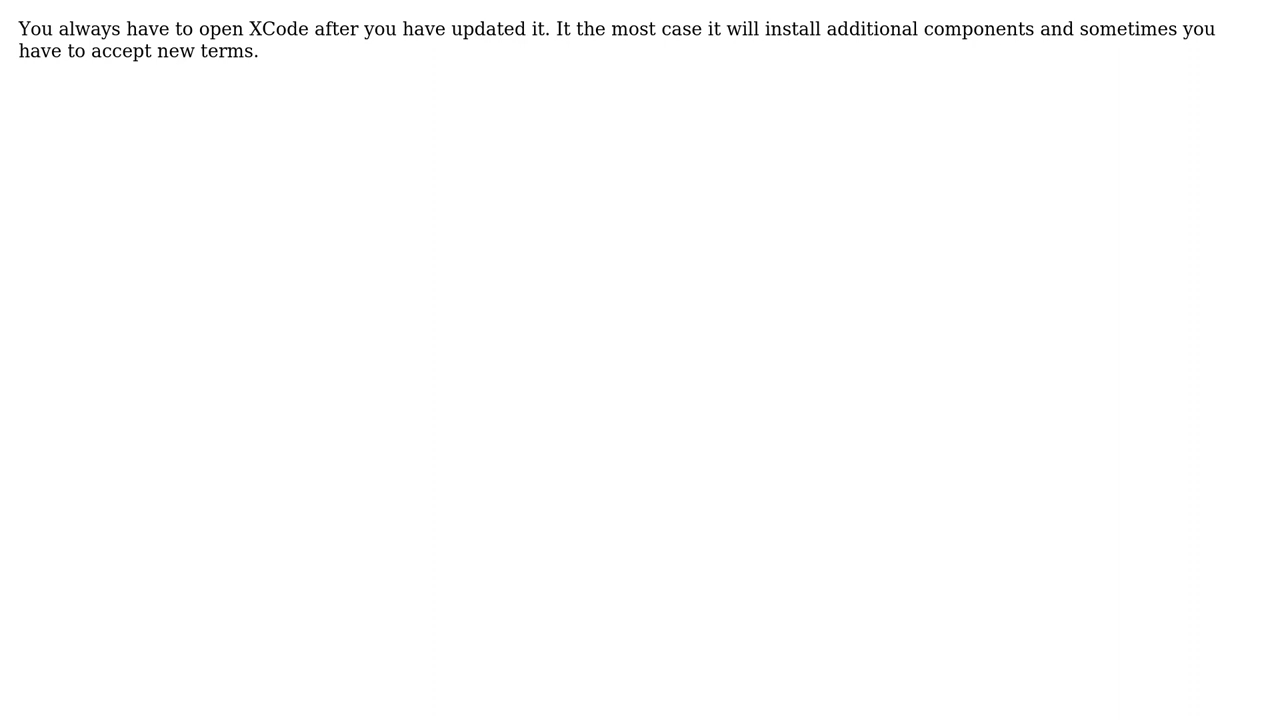 You always have to open XCode after you have updated it. It the most case it will install additional components and sometimes you
have to accept new terms.